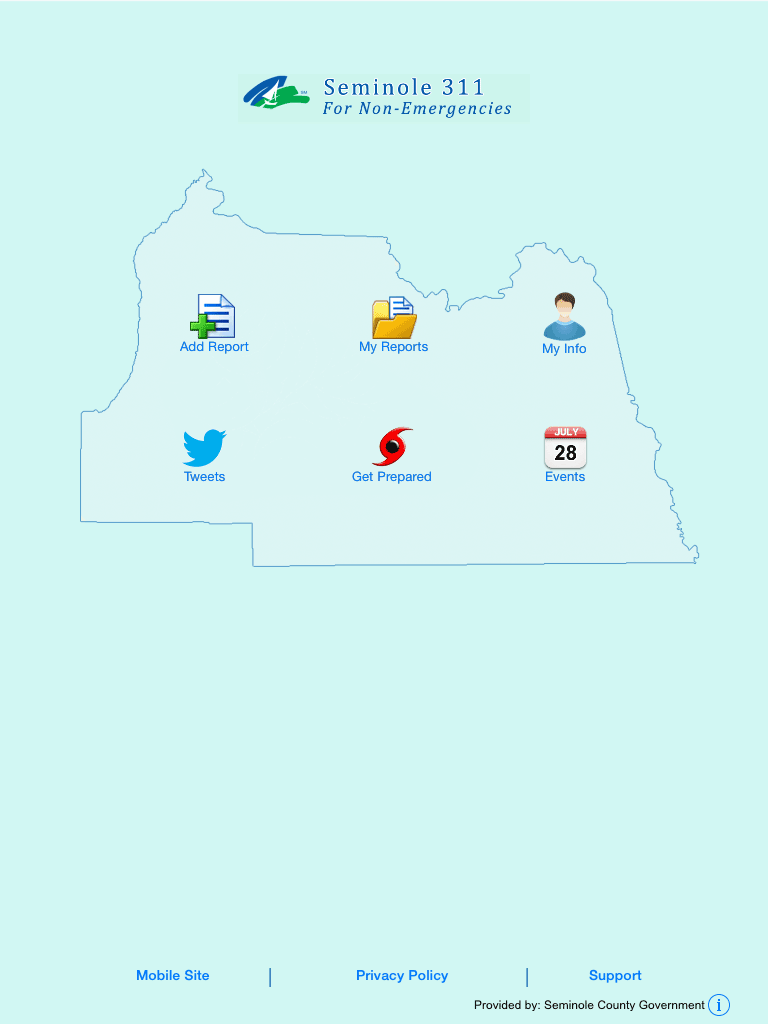 Seminole 311
For Non-Emergencies
Add Report
My Reports
My Info
JULY
28
Tweets
Get Prepared
Events
Mobile Site
Privacy Policy
Support
Provided by: Seminole County Government
i